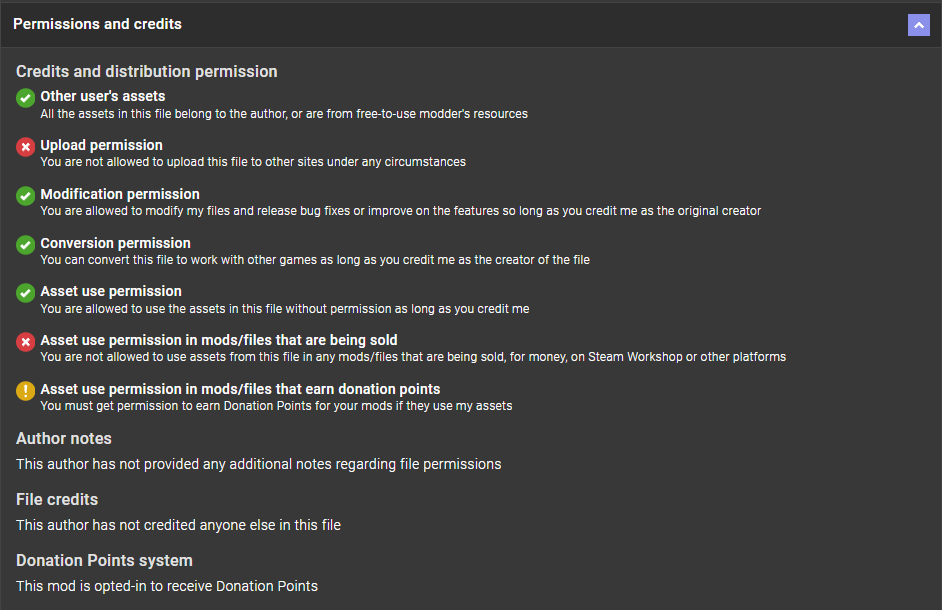 Permissions and credits
Credits and distribution permission
Other user's assets
All the assets in this file belong to the author, or are from free-to-use modder's resources
Upload permission
You are not allowed to upload this file to other sites under any circumstances
Modification permission
You are allowed to modify my files and release bug fixes or improve on the features so long as you credit me as the original creator
Conversion permission
You can convert this file to work with other games as long as you credit me as the creator of the file
Asset use permission
You are allowed to use the assets in this file without permission as long as you credit me
Asset use permission in mods/files that are being sold
You are not allowed to use assets from this file in any mods/files that are being sold, for money, on Steam Workshop or other platforms
Asset use permission in mods/files that earn donation points
You must get permission to earn Donation Points for your mods if they use my assets
Author notes
This author has not provided any additional notes regarding file permissions
File credits
This author has not credited anyone else in this file
Donation Points system
This mod is opted-in to receive Donation Points